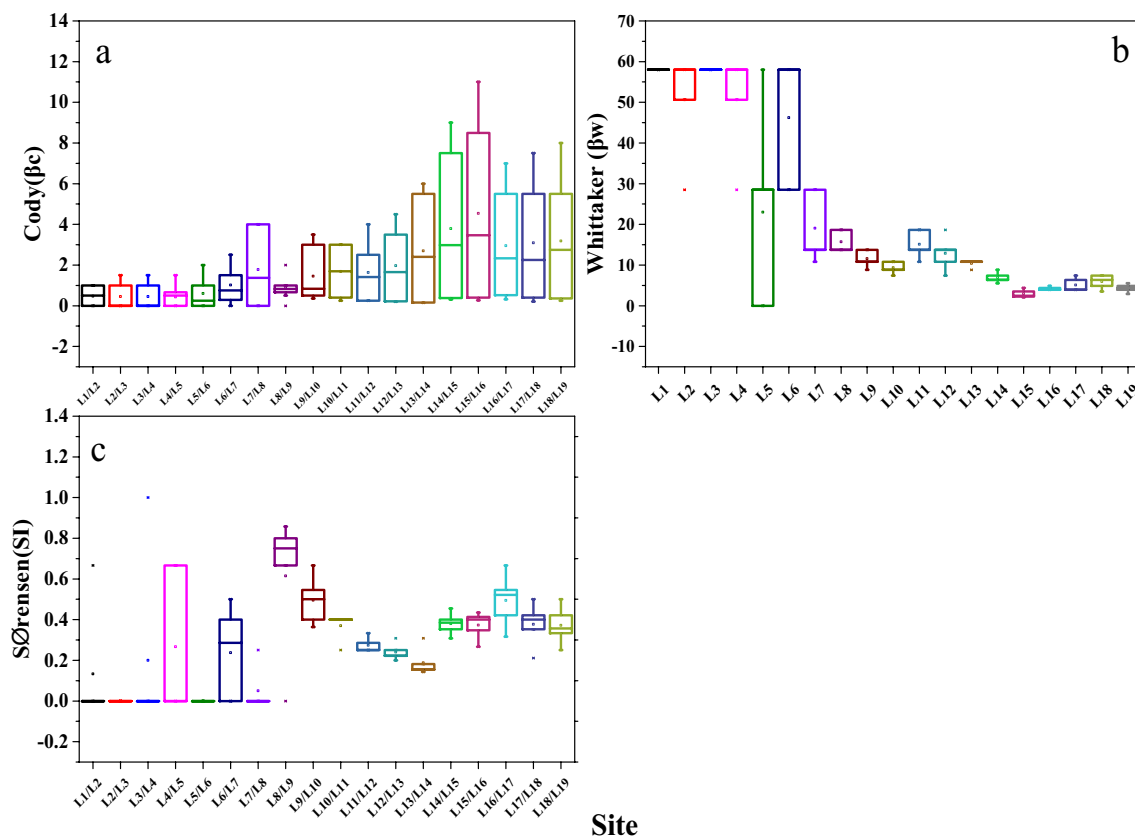 a
Cody(βc)
14
12
10
8
6
4
2
0
-2
L1/L2 L2/L3 L3/L4 L4/L5 L5/L6 L6/L7 L7/L8 L8/L9 L9/L10 L10/L11 L11/L12 L12/L13 L13/L14 L14/L15 L15/L16 L16/L17 L17/L18 L18/L19
b
Whittaker (βw)
70
60
50
40
30
20
10
0
-10
L1 L2 L3 L4 L5 L6 L7 L8 L9 L10 L11 L12 L13 L14 L15 L16 L17 L18 L19
c
SØrensen(SI)
1.4
1.2
1.0
0.8
0.6
0.4
0.2
0.0
-0.2
L1/L2 L2/L3 L3/L4 L4/L5 L5/L6 L6/L7 L7/L8 L8/L9 L9/L10 L10/L11 L11/L12 L12/L13 L13/L14 L14/L15 L15/L16 L16/L17 L17/L18 L18/L19
Site